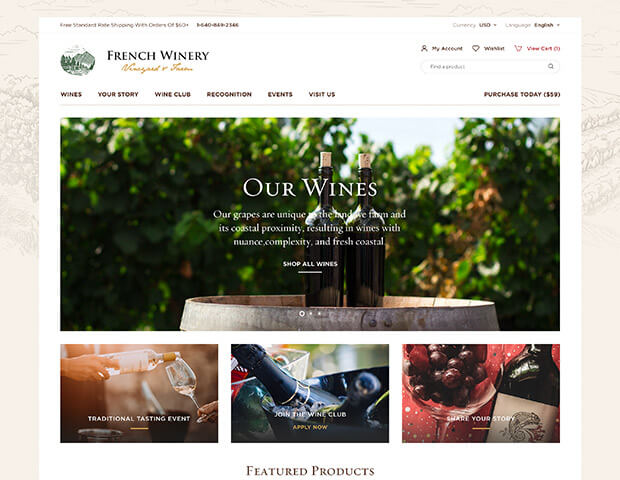 Free Standard Ride Shipping With Orders Of $60+ 1-640-869-2346
Currency USD
Language English
French Winery
Vineyard & Farm
My Account
Wishlist
View Cart (1)
Find a product
WINES
YOUR STORY
WINE CLUB
RECOGNITION
EVENTS
VISIT US
PURCHASE TODAY ($59)
Our Wines
Our grapes are unique to the land we farm and
its coastal proximity, resulting in wines with
nuance,complexity, and fresh coastal
SHOP ALL WINES
TRADITIONAL TASTING EVENT
JOIN THE WINE CLUB
APPLY NOW
SHARE YOUR STORY
Featured Products